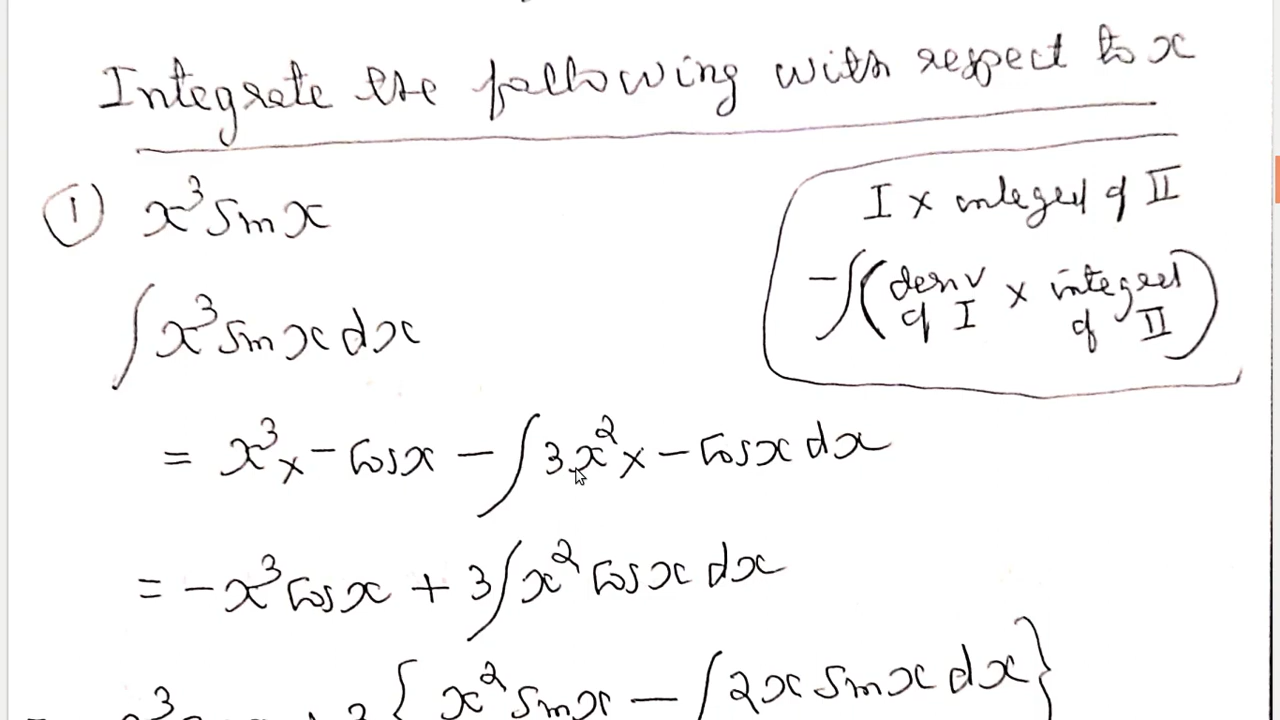 Integrate the following with respect to x
① x³ sin x
I x integral of II
-∫(deriv of I x integral of II)
∫x³ sin x dx
= x³ x - cos x - ∫3x² x - cos x dx
= - x³ cos x + 3∫x² cos x dx
{ x² sin x - ∫2x sin x dx}